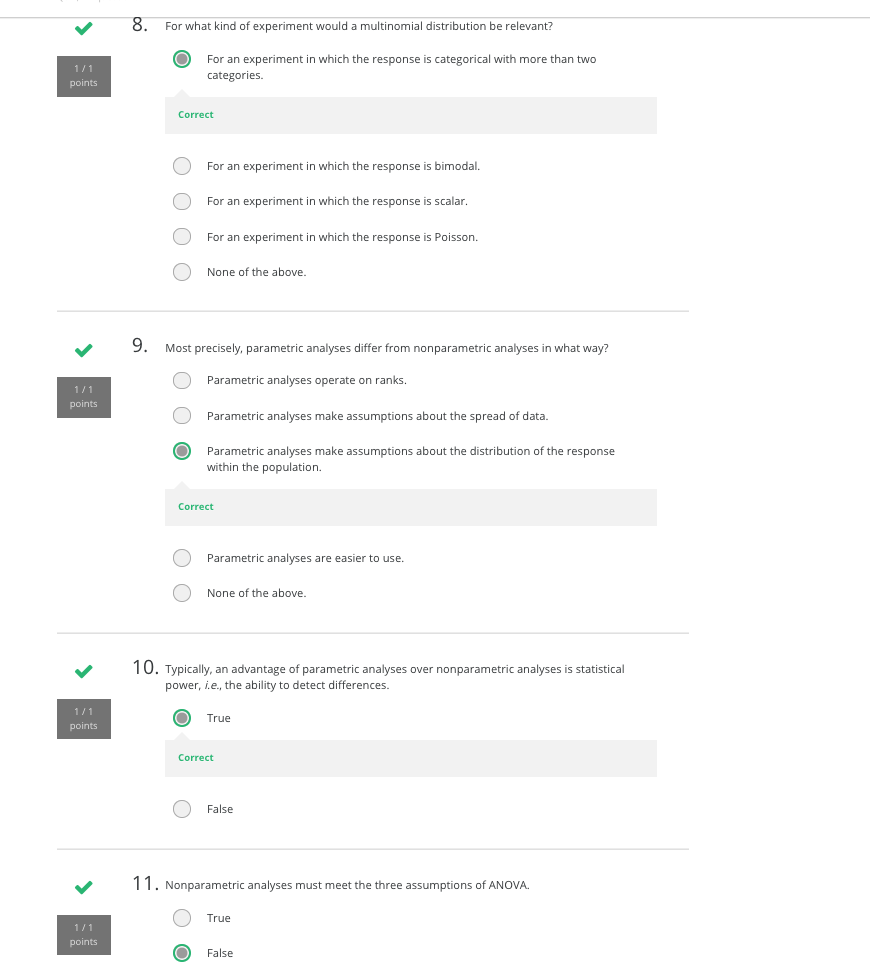 8. For what kind of experiment would a multinomial distribution be relevant?
1 / 1
points
For an experiment in which the response is categorical with more than two
categories.
Correct
For an experiment in which the response is bimodal.
For an experiment in which the response is scalar.
For an experiment in which the response is Poisson.
None of the above.
9. Most precisely, parametric analyses differ from nonparametric analyses in what way?
1 / 1
points
Parametric analyses operate on ranks.
Parametric analyses make assumptions about the spread of data.
Parametric analyses make assumptions about the distribution of the response
within the population.
Correct
Parametric analyses are easier to use.
None of the above.
10. Typically, an advantage of parametric analyses over nonparametric analyses is statistical
power, i.e., the ability to detect differences.
1 / 1
points
True
Correct
False
11. Nonparametric analyses must meet the three assumptions of ANOVA.
1 / 1
points
True
False